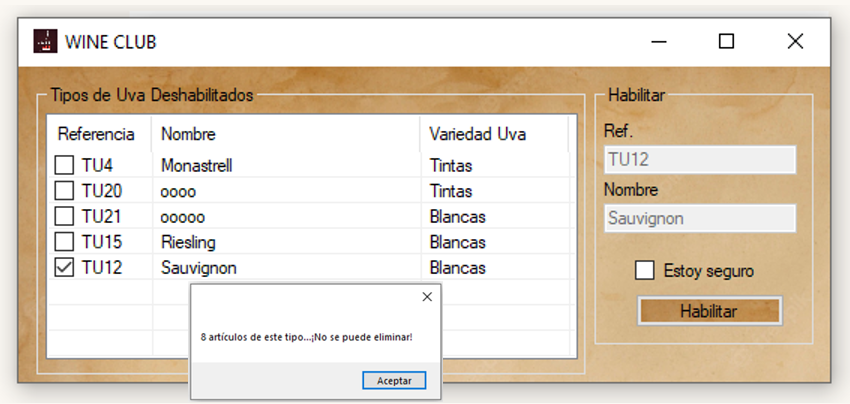 WINE CLUB
Tipos de Uva Deshabilitados
Referencia Nombre Variedad Uva
TU4 Monastrell Tintas
TU20 oooo Tintas
TU21 ooooo Blancas
TU15 Riesling Blancas
TU12 Sauvignon Blancas
8 artículos de este tipo...¡No se puede eliminar!
Aceptar
Habilitar
Ref.
TU12
Nombre
Sauvignon
Estoy seguro
Habilitar